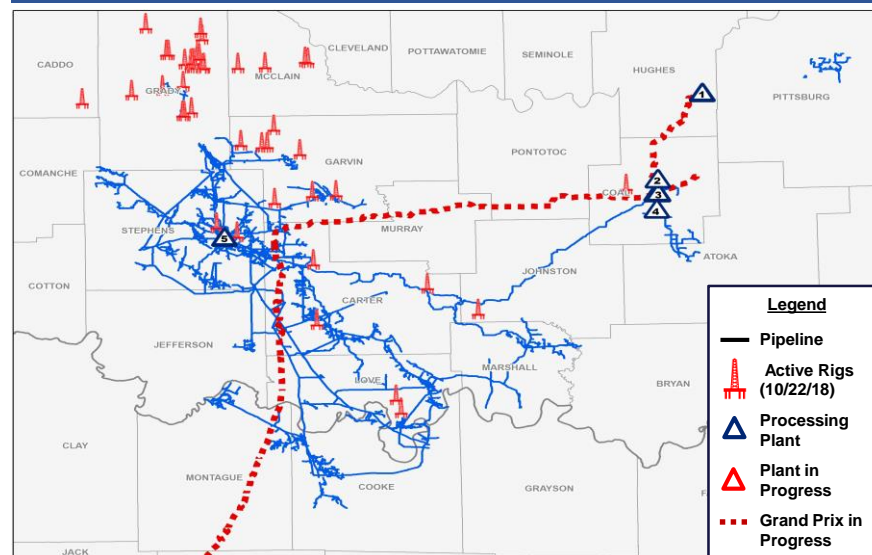 CLEVELAND
POTTAWATOMIE
SEMINOLE
CADDO
HUGHES
MCCLAIN
PITTSBURG
GRADY
1
PONTOTOC
GARVIN
COMANCHE
2
COAL
3
4
STEPHENS
MURRAY
5
ATOKA
JOHNSTON
COTTON
CARTER
JEFFERSON
MARSHALL
LOVE
BRYAN
CLAY
MONTAGUE
COOKE
GRAYSON
JACK
Legend
Pipeline
Active Rigs
(10/22/18)
Processing
Plant
Plant in
Progress
Grand Prix in
Progress